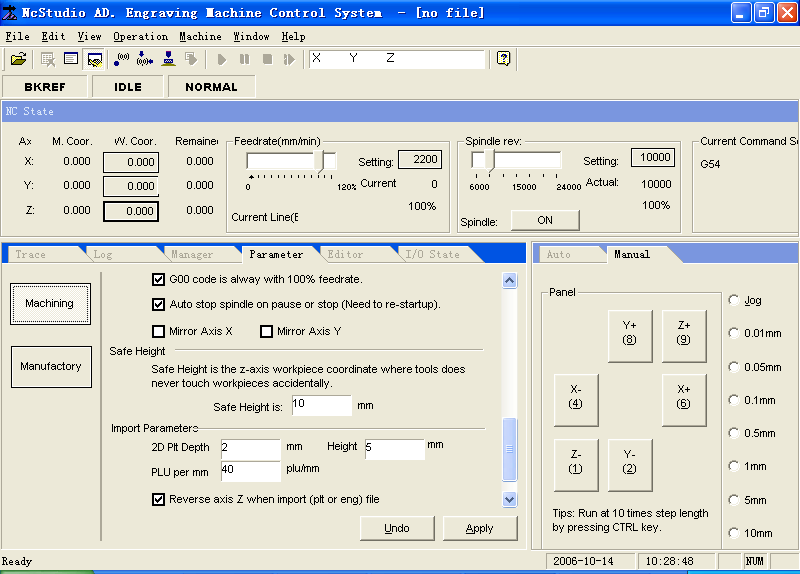 NcStudio AD. Engraving Machine Control System - [no file]
File Edit View Operation Machine Window Help
X Y Z
BKREF IDLE NORMAL
NC State
Ax M. Coor. W. Coor. Remained
X: 0.000 0.000 0.000
Y: 0.000 0.000 0.000
Z: 0.000 0.000 0.000
Feedrate(mm/min)
0 120%
Setting: 2200
Current 0
100%
Current Line(E
Spindle rev:
6000 15000 24000
Setting: 10000
Actual: 10000
100%
Spindle: ON
Current Command Se
G54
Trace Log Manager Parameter Editor I/O State
Machining
Manufactory
G00 code is alway with 100% feedrate.
Auto stop spindle on pause or stop (Need to re-startup).
Mirror Axis X Mirror Axis Y
Safe Height
Safe Height is the z-axis workpiece coordinate where tools does
never touch workpieces accidentally.
Safe Height is: 10 mm
Import Parameters
2D Plt Depth 2 mm Height 5 mm
PLU per mm 40 plu/mm
Reverse axis Z when import (plt or eng) file
Undo Apply
Auto Manual
Panel
Y+
(8)
Z+
(9)
X-
(4)
X+
(6)
Z-
(1)
Y-
(2)
Tips: Run at 10 times step length
by pressing CTRL key.
Jog
0.01mm
0.05mm
0.1mm
0.5mm
1mm
5mm
10mm
Ready 2006-10-14 10:28:48 NUM